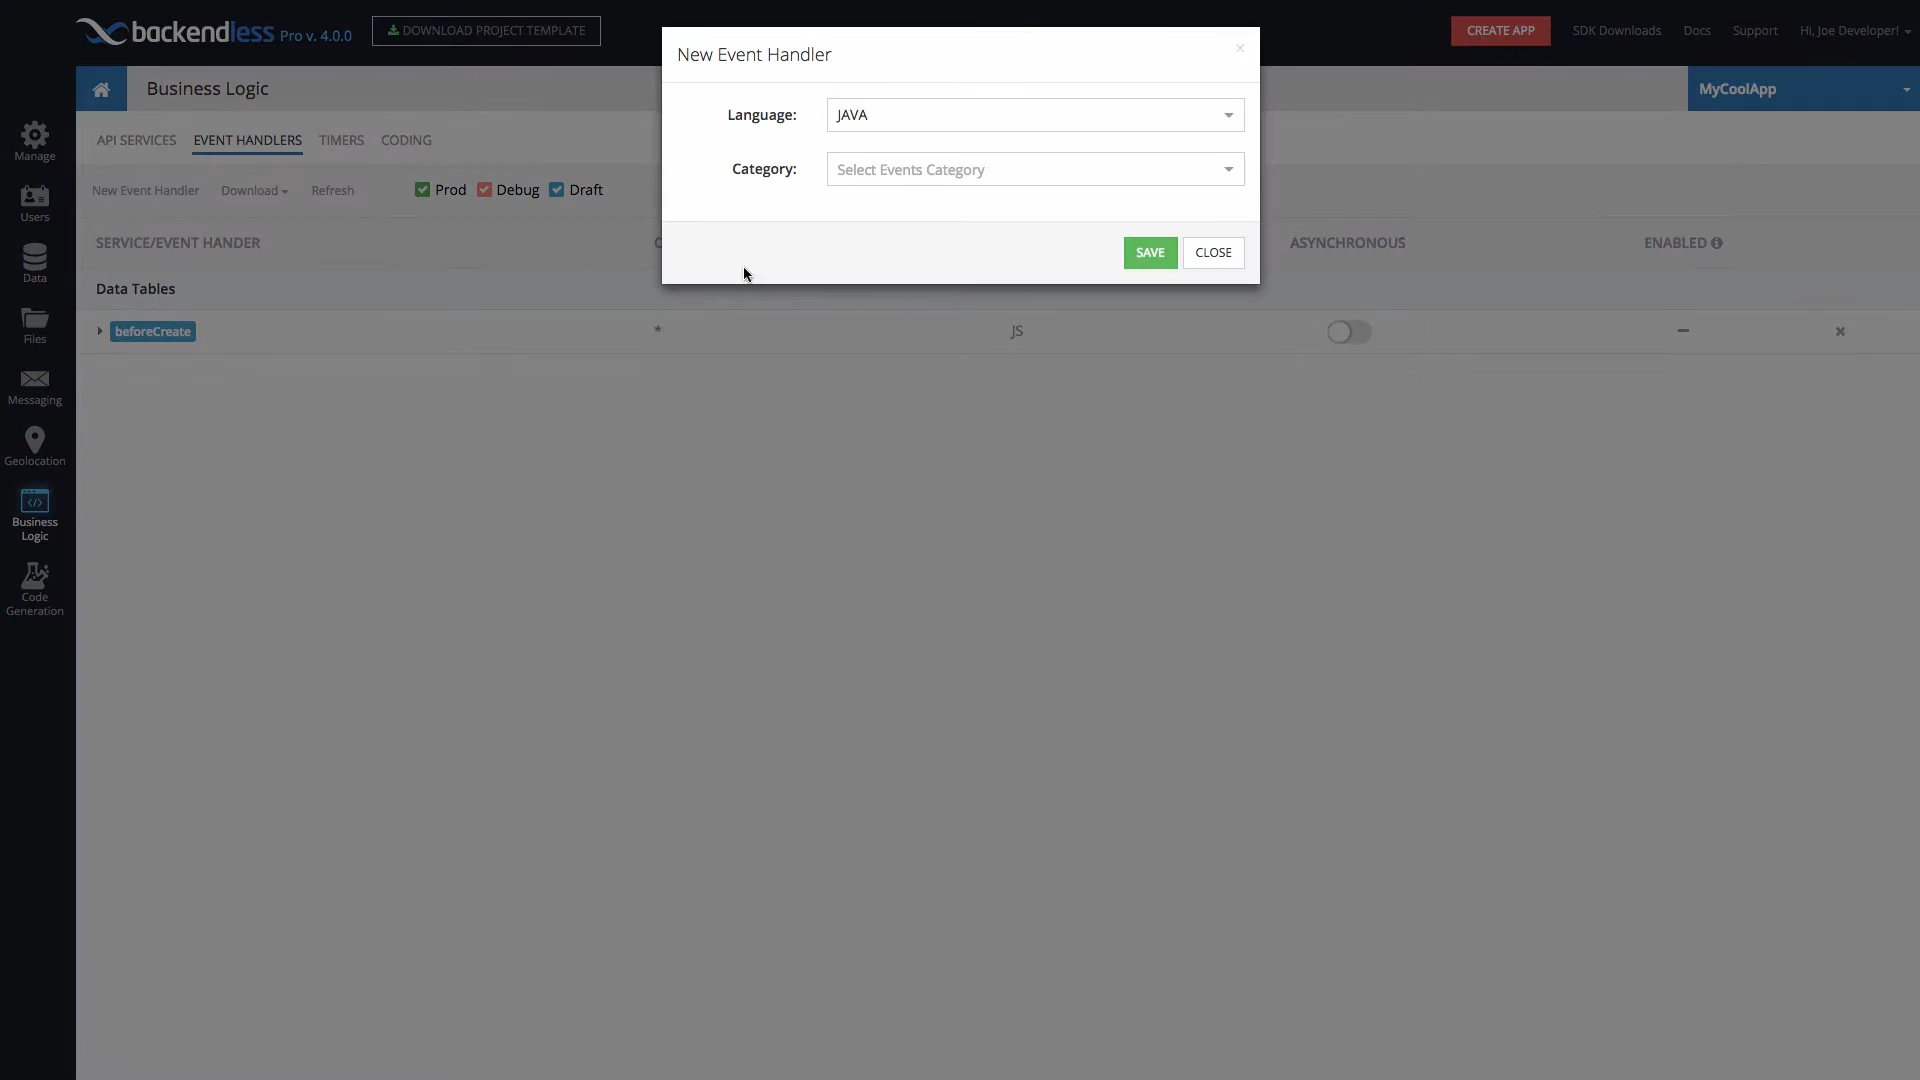 backendless Pro v. 4.0.0
DOWNLOAD PROJECT TEMPLATE
CREATE APP
SDK Downloads
Docs
Support
Hi, Joe Developer!
Business Logic
MyCoolApp
API SERVICES
EVENT HANDLERS
TIMERS
CODING
New Event Handler
Download
Refresh
Prod
Debug
Draft
SERVICE/EVENT HANDER
ASYNCHRONOUS
ENABLED
Data Tables
beforeCreate
*
JS
Manage
Users
Data
Files
Messaging
Geolocation
Business
Logic
Code
Generation
New Event Handler
×
Language:
JAVA
Category:
Select Events Category
SAVE
CLOSE